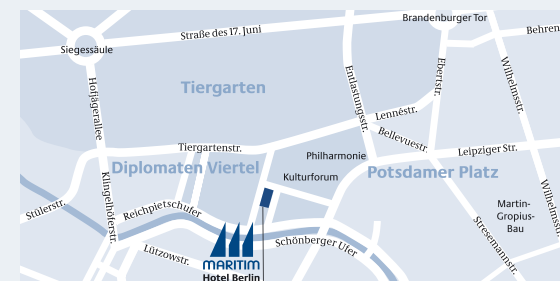 Brandenburger Tor
Straße des 17. Juni
Behren
Siegessäule
Hofjägerallee
Tiergarten
Entlastungsstr.
Ebertstr.
Wilhelmstr.
Lennéstr.
Bellevuestr.
Tiergartenstr.
Leipziger Str.
Philharmonie
Diplomaten Viertel
Kulturforum
Potsdamer Platz
Klingelhöferstr.
Stülerstr.
Reichpietschufer
Martin-
Gropius-
Bau
Wilhelmstr.
Stresemannstr.
Schönberger Ufer
Lützowstr.
MARITIM
Hotel Berlin